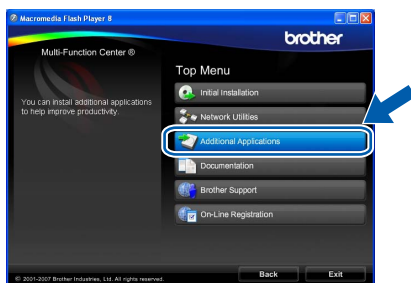 Macromedia Flash Player 8
brother
Multi-Function Center ®
Top Menu
You can install additional applications
to help improve productivity.
Initial Installation
Network Utilities
Additional Applications
Documentation
Brother Support
On-Line Registration
© 2001-2007 Brother Industries, Ltd. All rights reserved.
Back
Exit